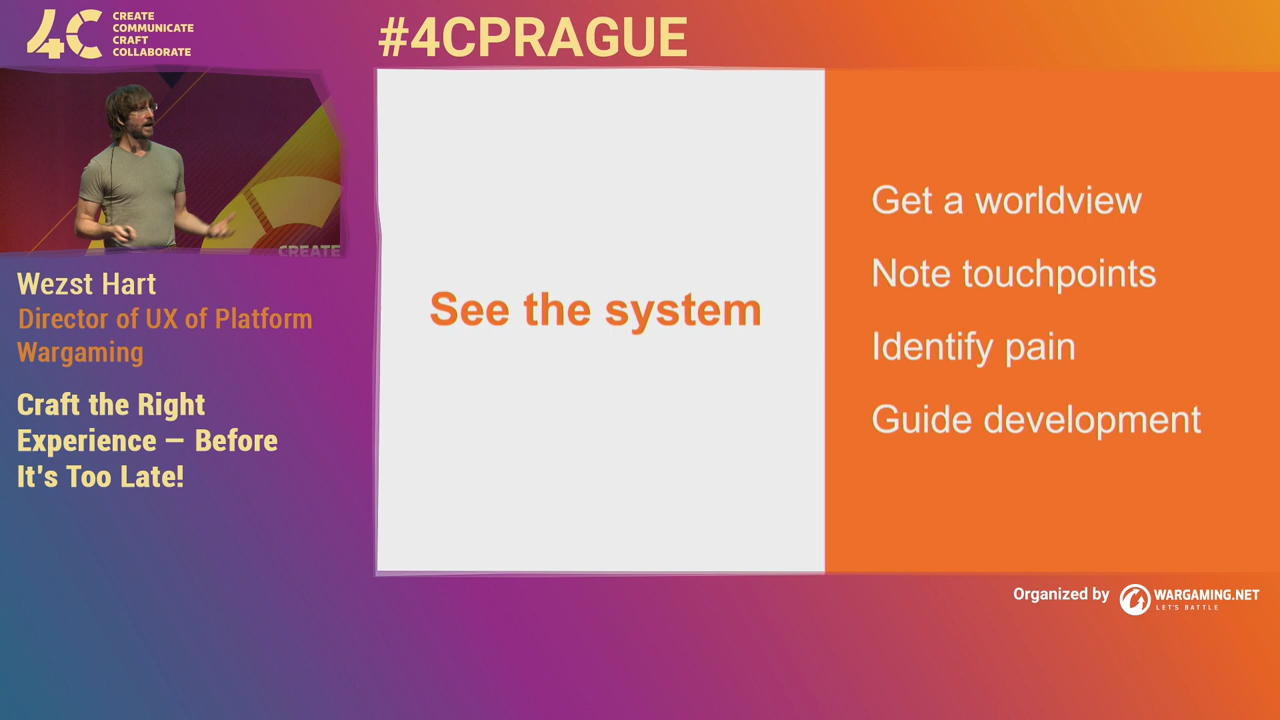 4C
CREATE
COMMUNICATE
CRAFT
COLLABORATE
#4CPRAGUE
CREATE
Wezst Hart
Director of UX of Platform
Wargaming
Craft the Right
Experience — Before
It's Too Late!
See the system
Get a worldview
Note touchpoints
Identify pain
Guide development
Organized by
WARGAMING.NET
LET'S BATTLE